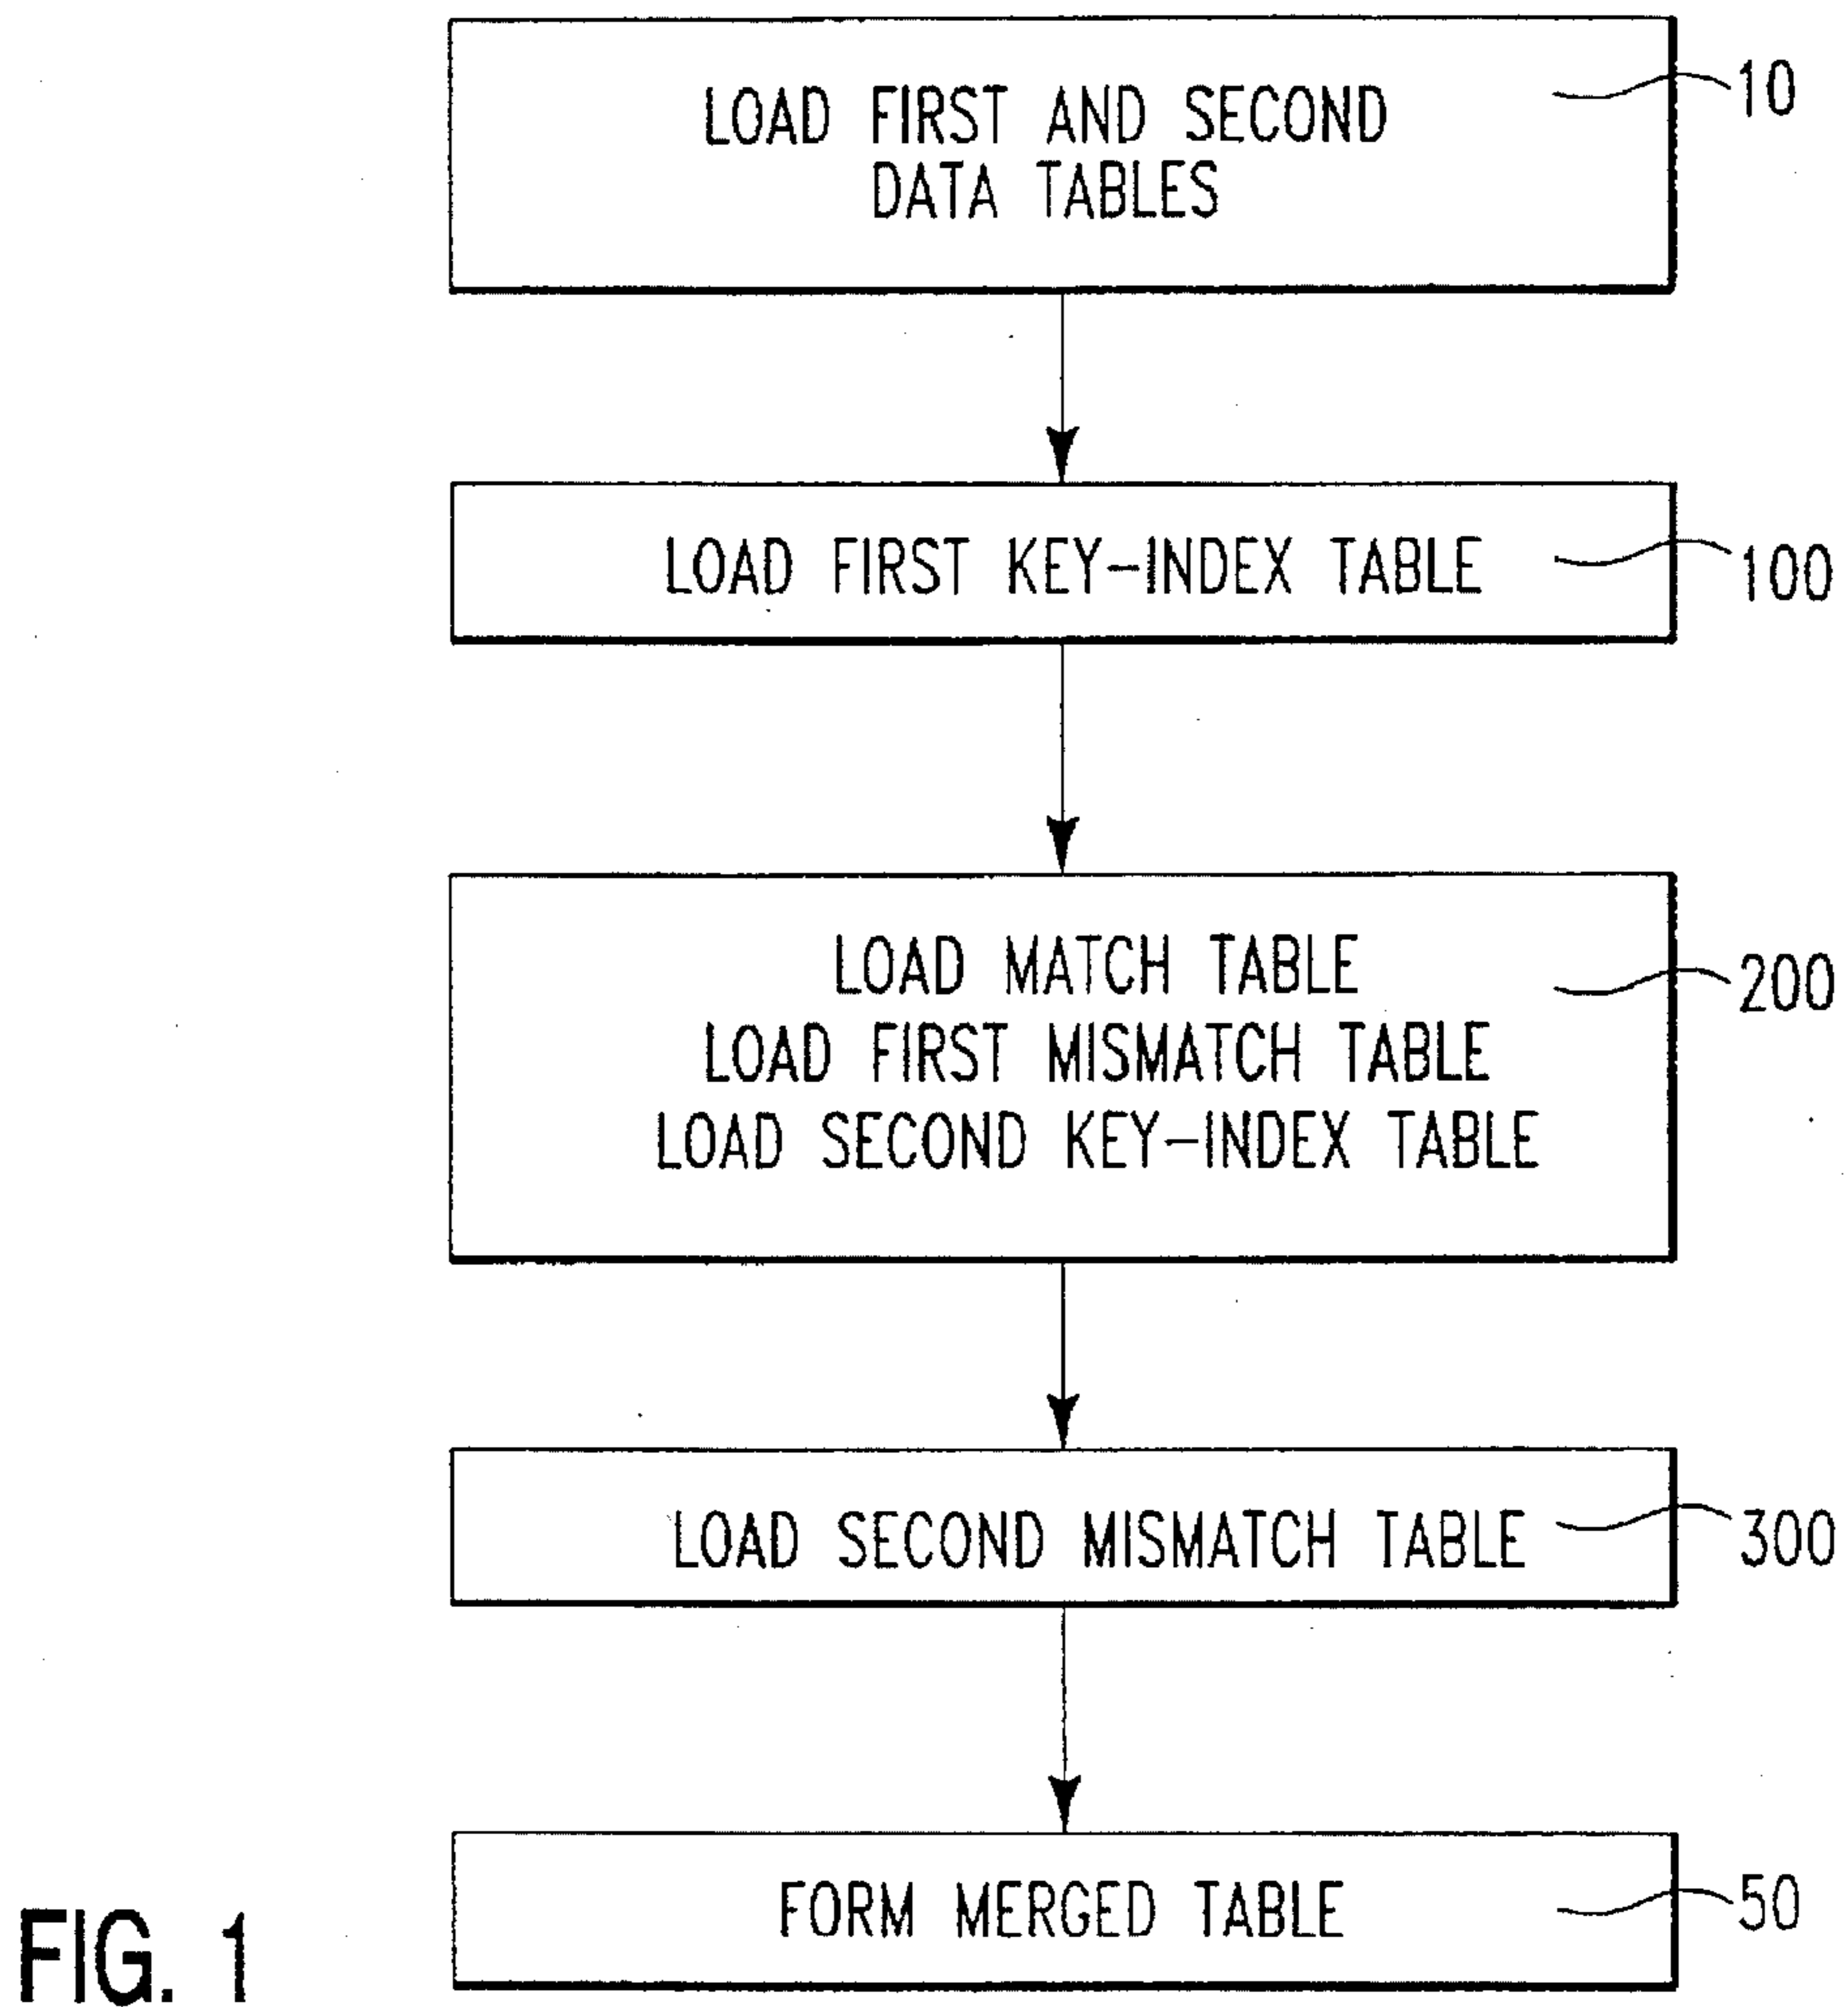 LOAD FIRST AND SECOND
DATA TABLES
10
LOAD FIRST KEY-INDEX TABLE
100
LOAD MATCH TABLE
LOAD FIRST MISMATCH TABLE
LOAD SECOND KEY-INDEX TABLE
200
LOAD SECOND MISMATCH TABLE
300
FORM MERGED TABLE
50
FIG. 1